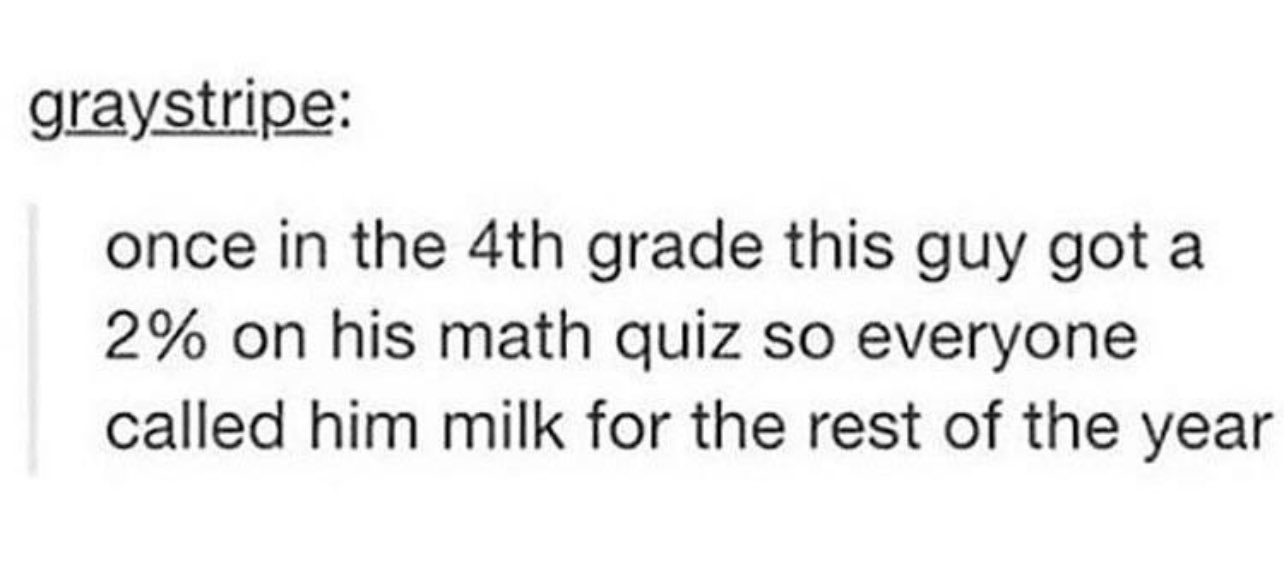 graystripe:
once in the 4th grade this guy got a
2% on his math quiz so everyone
called him milk for the rest of the year